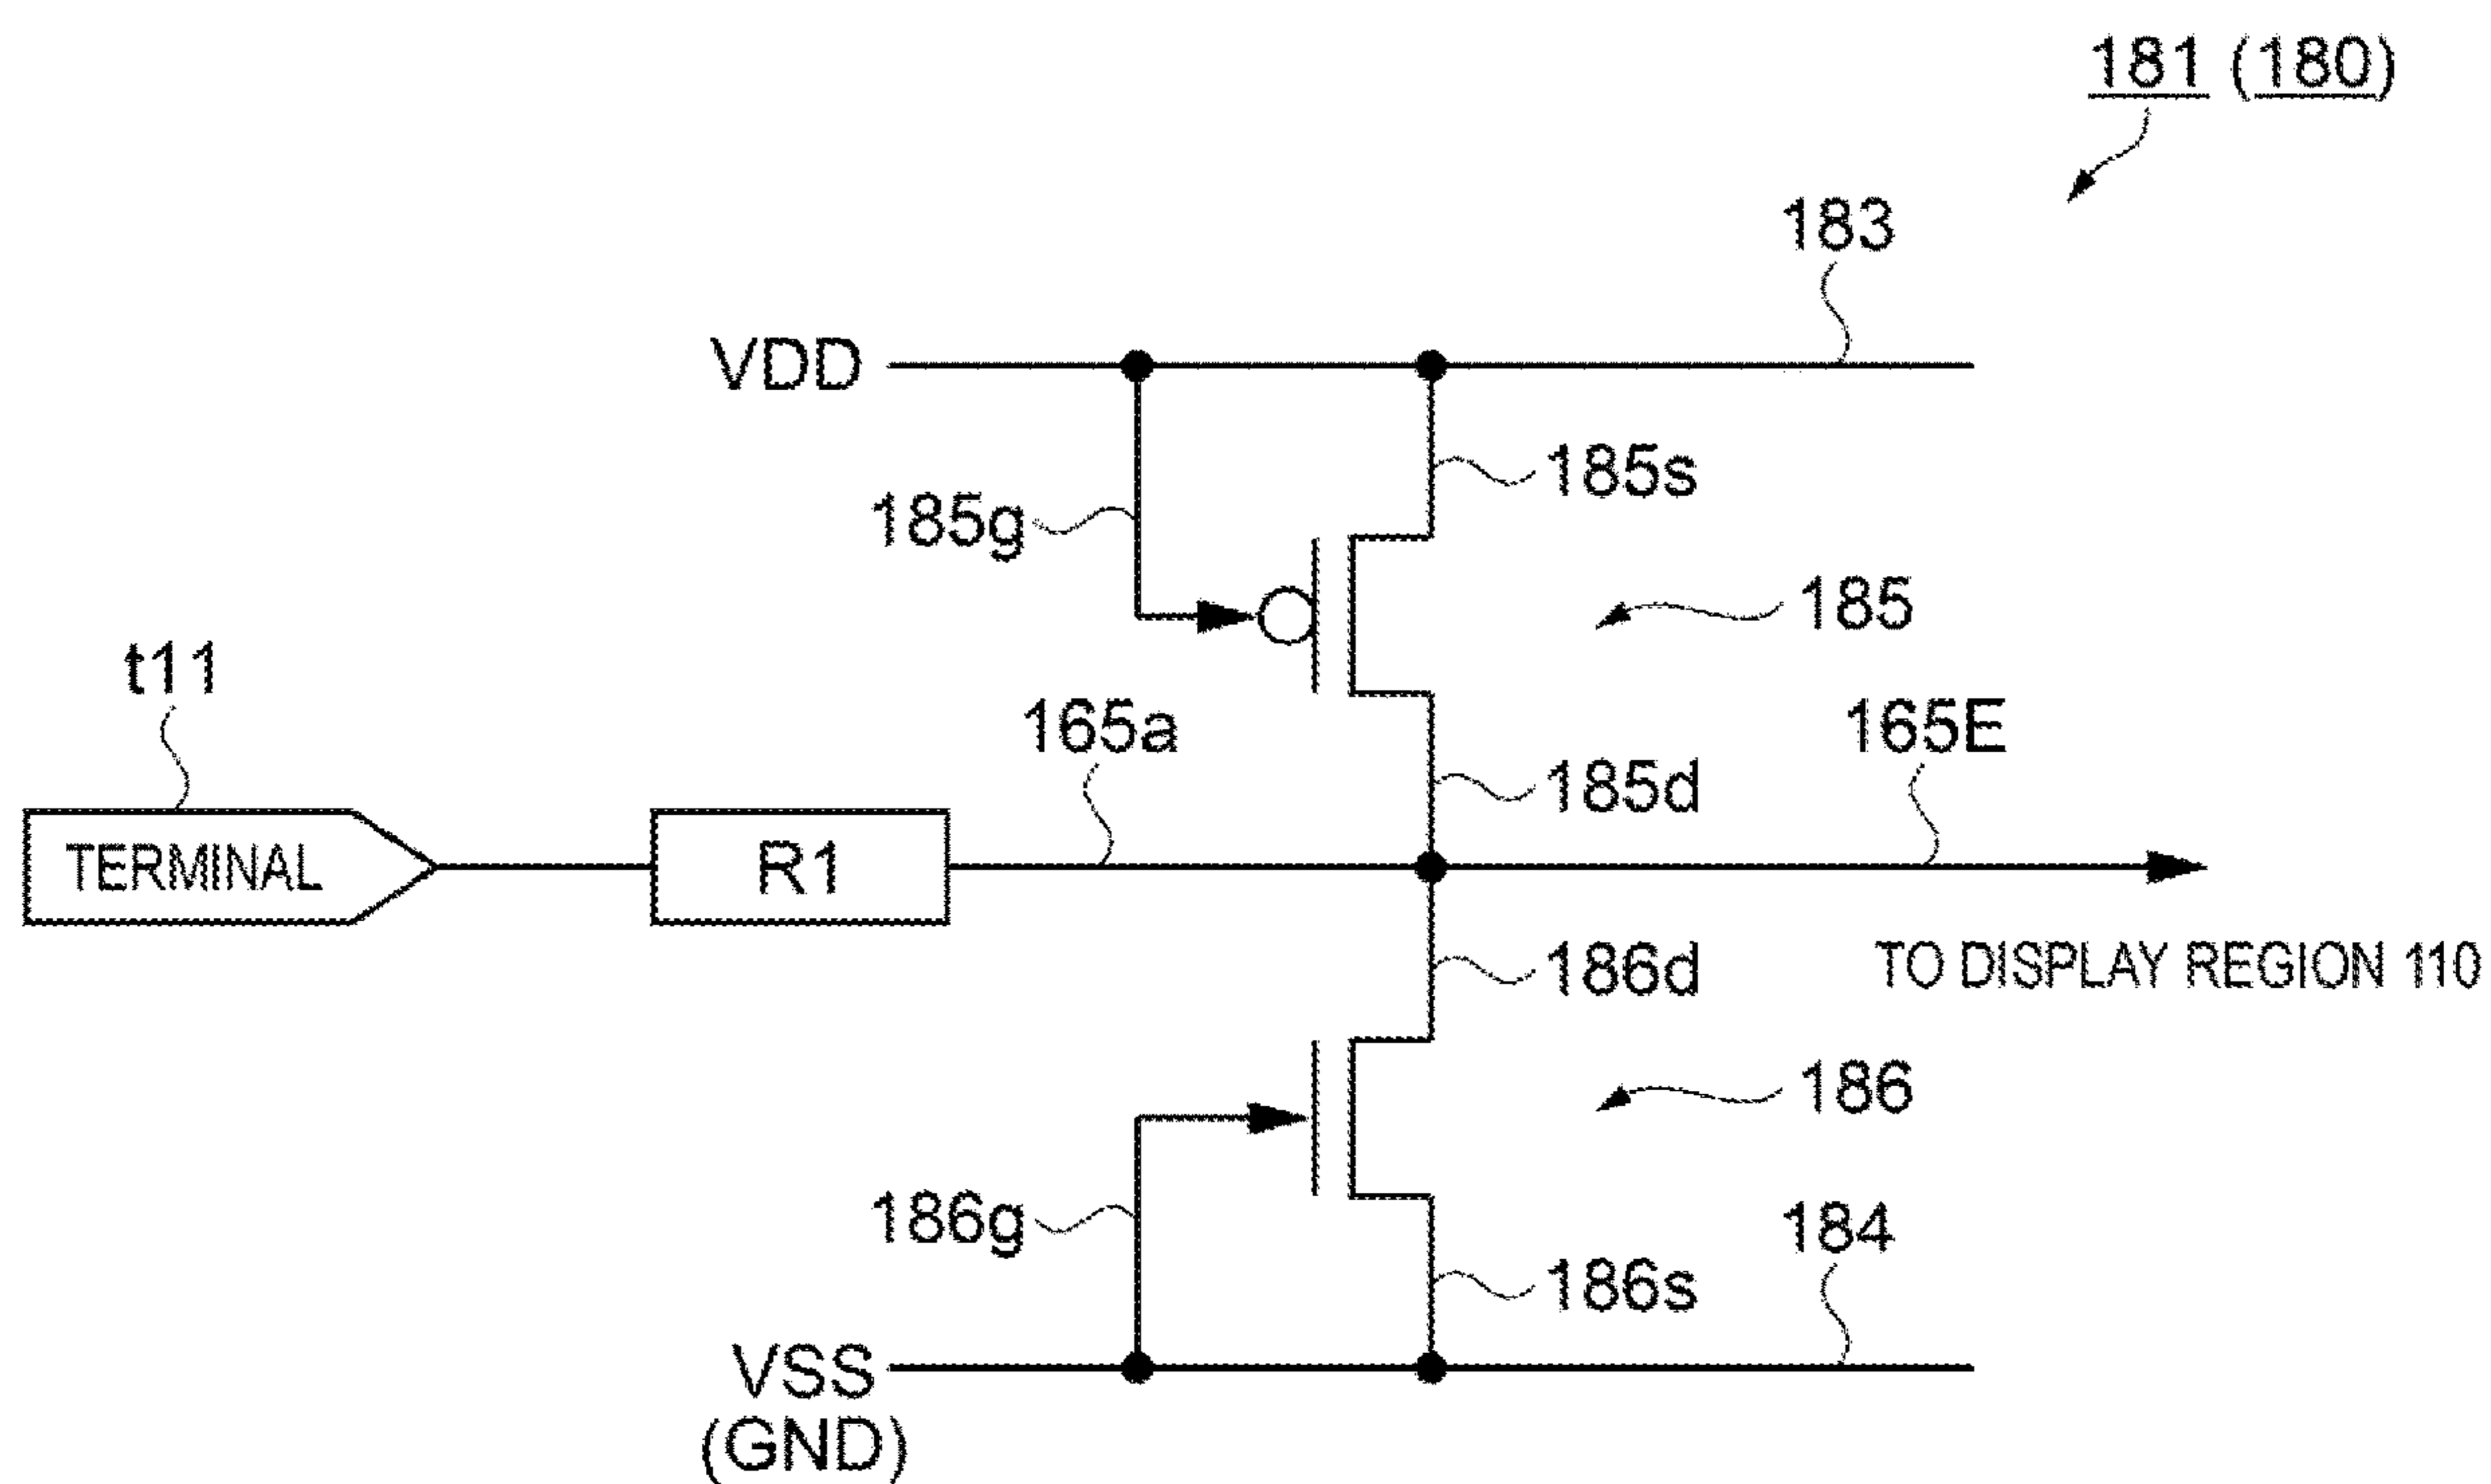 181 (180)
183
VDD
185s
185g
185
t11
165a
165E
185d
TERMINAL
R1
186d
TO DISPLAY REGION 110
186
186g
184
186s
VSS
(GND)